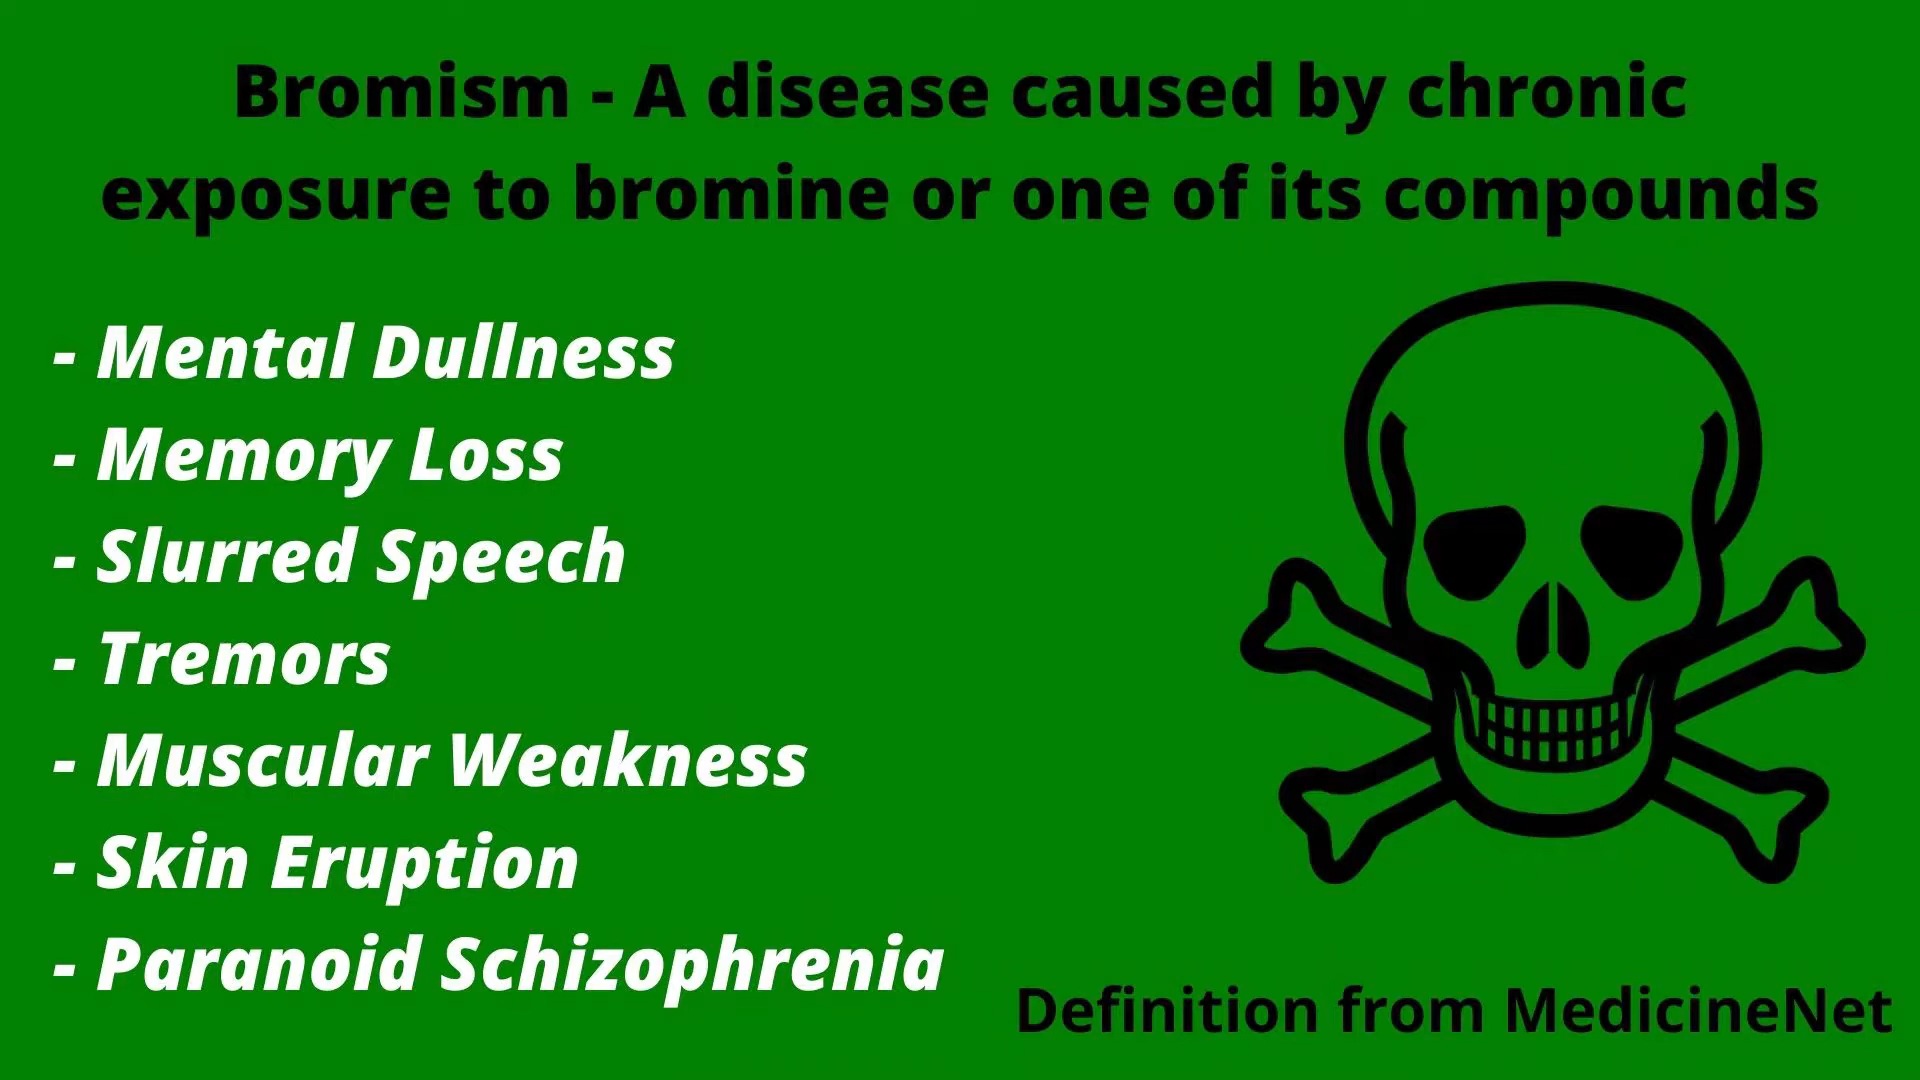 Bromism - A disease caused by chronic
exposure to bromine or one of its compounds
- Mental Dullness
- Memory Loss
- Slurred Speech
- Tremors
- Muscular Weakness
- Skin Eruption
- Paranoid Schizophrenia
Definition from MedicineNet